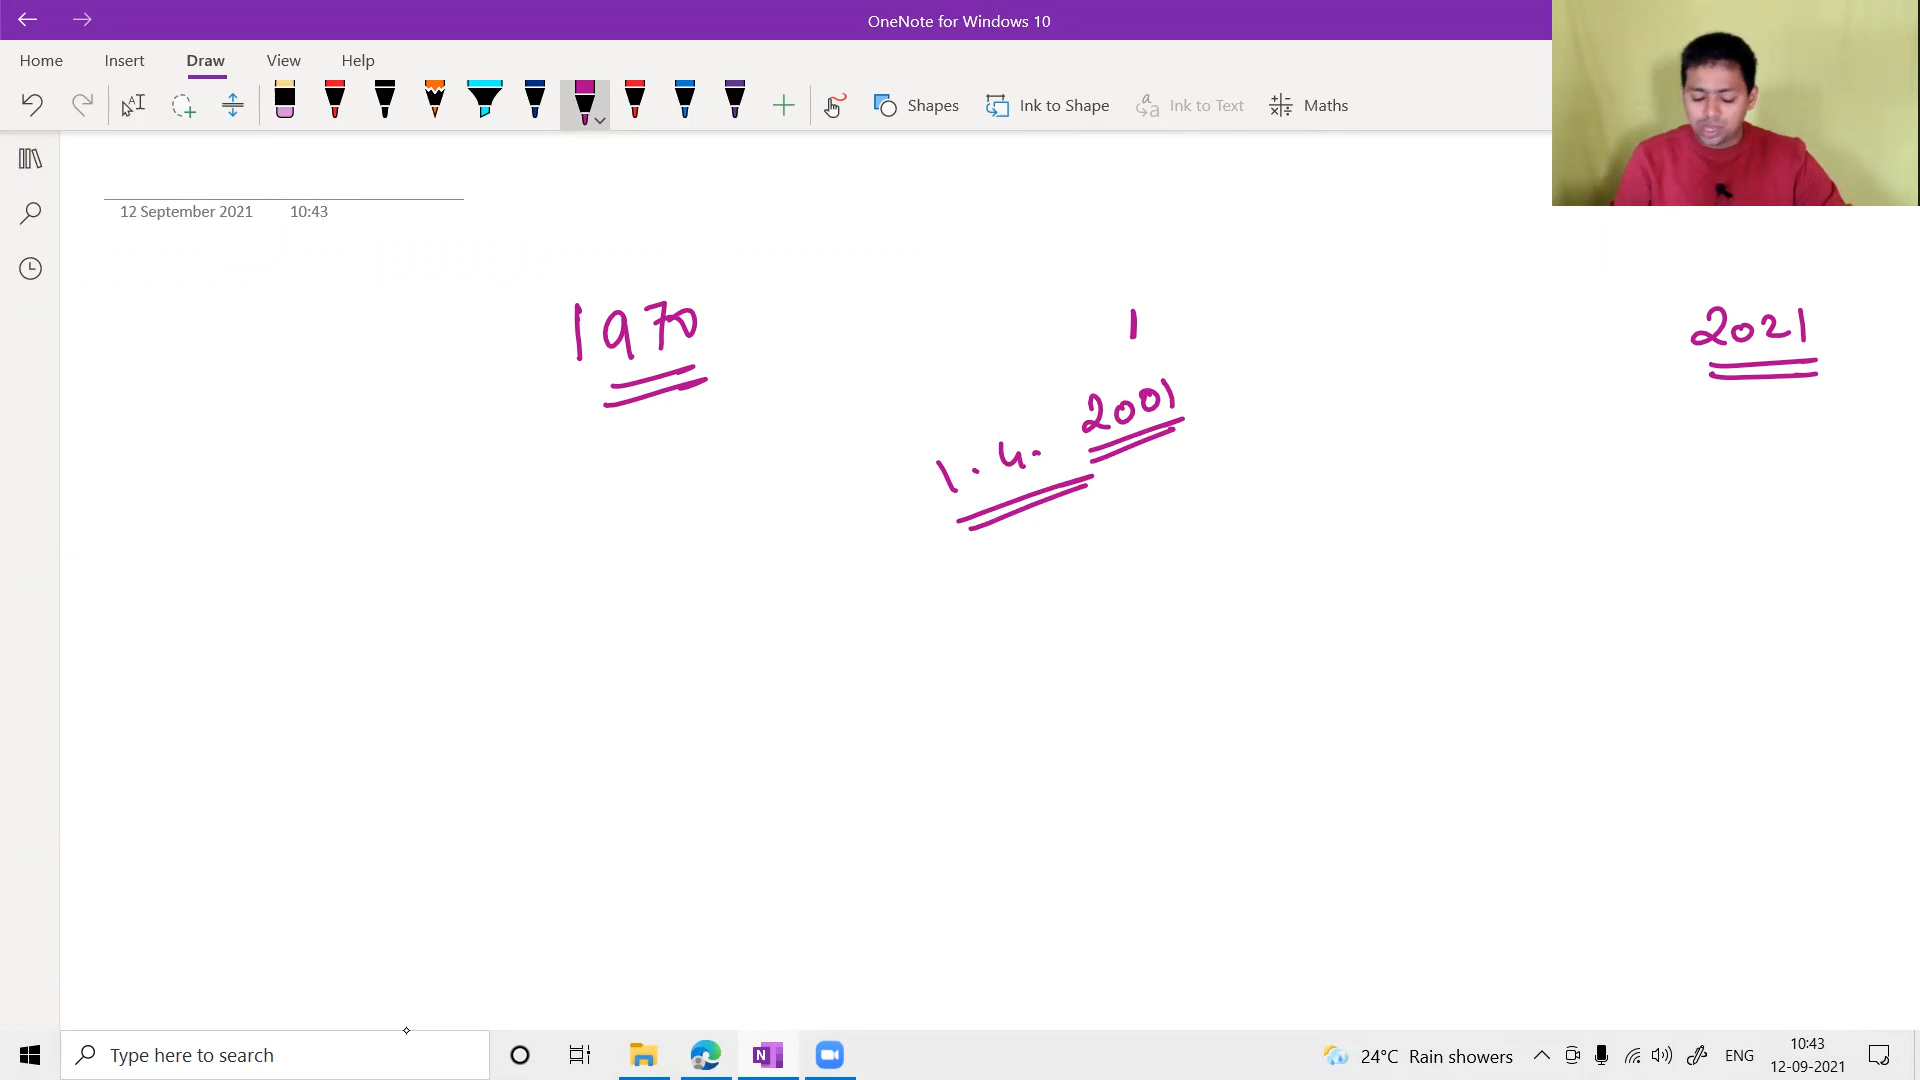 OneNote for Windows 10
Home Insert Draw View Help
Shapes Ink to Shape Ink to Text Maths
12 September 2021 10:43
1970 1 2021
1.4. 2001
Type here to search
24°C Rain showers ENG 10:43
12-09-2021